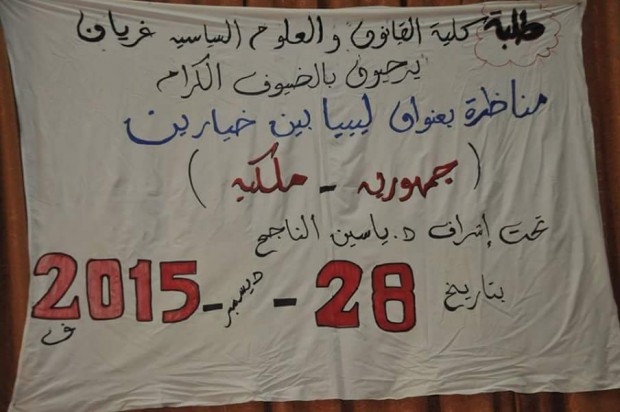 طلبة كلية القانون والعلوم السياسيه غريان
يرحبون بالضيوف الكرام
مناظرة بعنوان ليبيا بين خيارين
( جمهوريه - ملكيه )
تحت إشراف د. ياسين الناجح
بتاريخ 28 - ديسمبر - 2015 ف